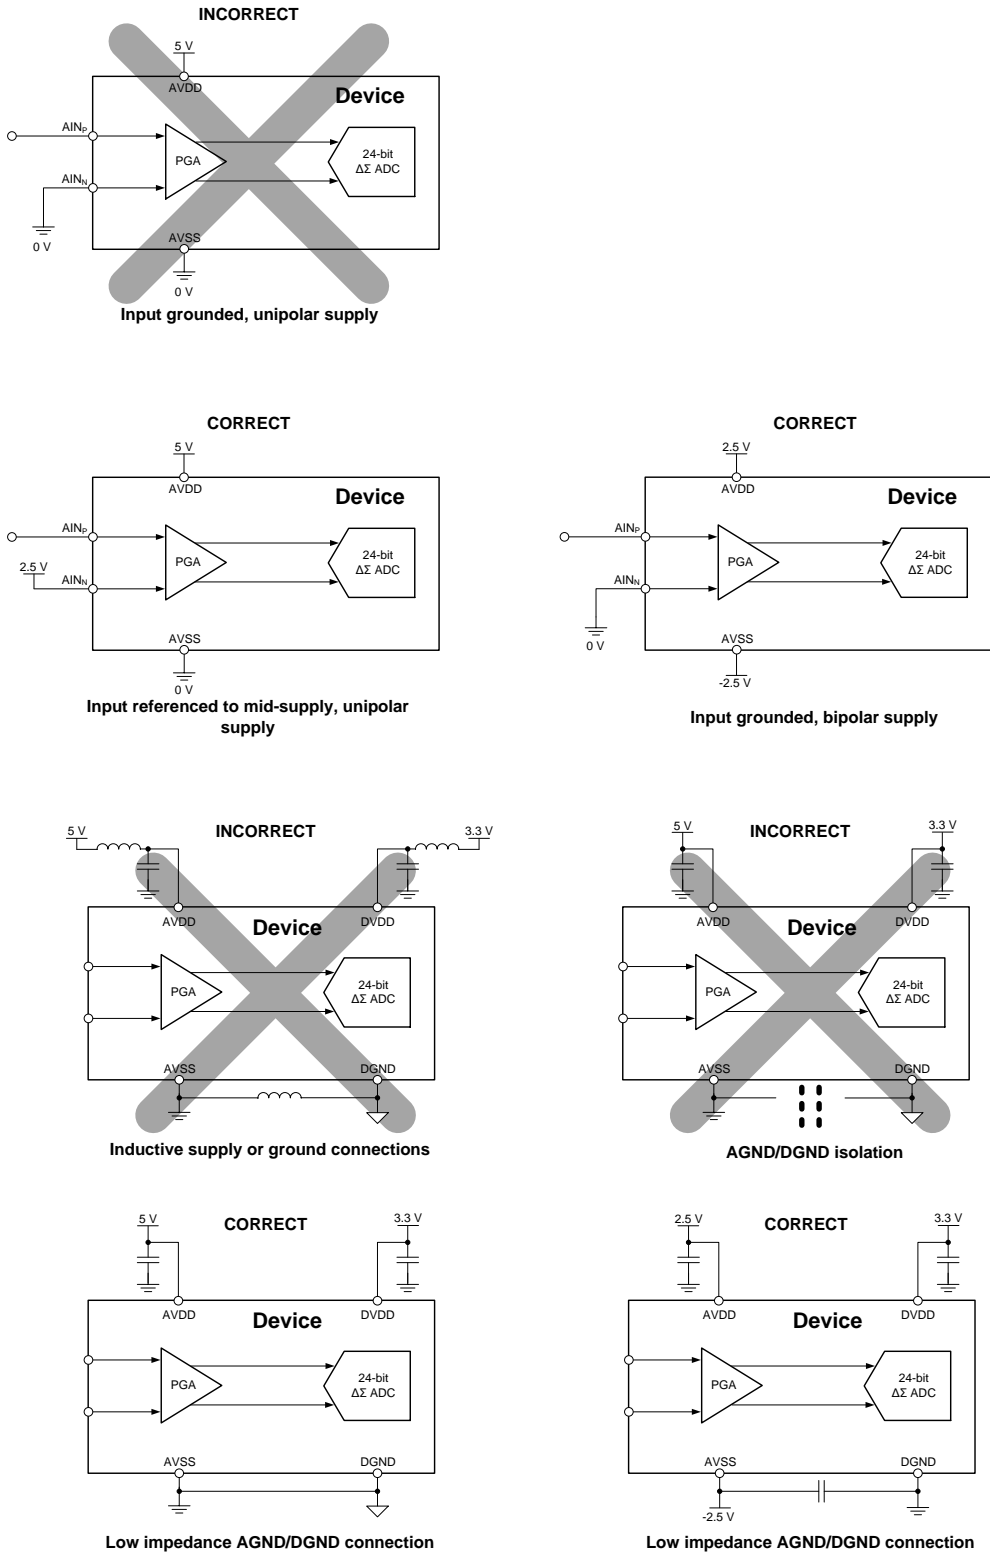 INCORRECT
5 V
AVDD
Device
AINP
PGA
24-bit
ΔΣ ADC
AINN
0 V
AVSS
0 V
Input grounded, unipolar supply
CORRECT
5 V
AVDD
Device
AINP
PGA
24-bit
ΔΣ ADC
2.5 V
AINN
AVSS
0 V
Input referenced to mid-supply, unipolar
supply
CORRECT
2.5 V
AVDD
Device
AINP
PGA
24-bit
ΔΣ ADC
AINN
0 V
AVSS
-2.5 V
Input grounded, bipolar supply
INCORRECT
5 V
3.3 V
AVDD
DVDD
Device
PGA
24-bit
ΔΣ ADC
AVSS
DGND
Inductive supply or ground connections
INCORRECT
5 V
3.3 V
AVDD
DVDD
Device
PGA
24-bit
ΔΣ ADC
AVSS
DGND
AGND/DGND isolation
CORRECT
5 V
3.3 V
AVDD
DVDD
Device
PGA
24-bit
ΔΣ ADC
AVSS
DGND
Low impedance AGND/DGND connection
CORRECT
2.5 V
3.3 V
AVDD
DVDD
Device
PGA
24-bit
ΔΣ ADC
AVSS
DGND
-2.5 V
Low impedance AGND/DGND connection